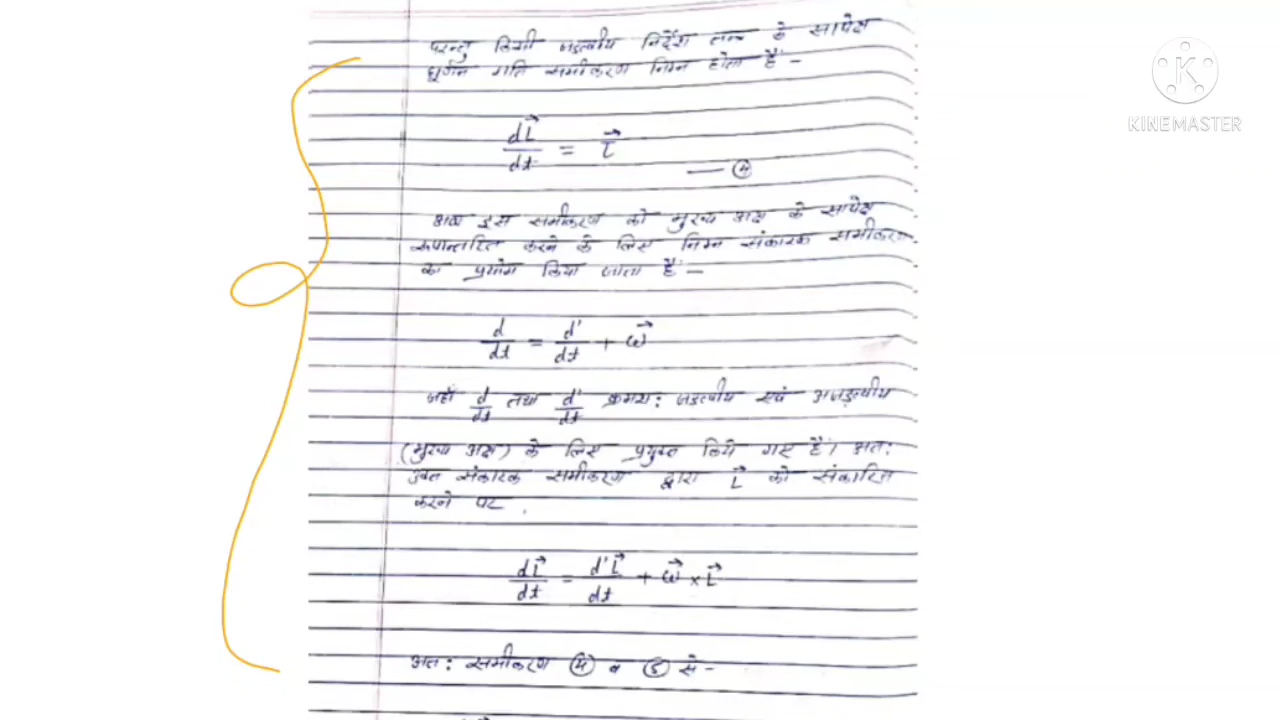 परन्तु किसी जड़त्वीय निर्देश तन्त्र के सापेक्ष
घूर्णन गति समीकरण निम्न होता है -
dL⃗/dt = τ⃗ — ④
अब इस समीकरण को मुख्य अक्ष के सापेक्ष
रूपान्तरित करने के लिए निम्न संकारक समीकरण
का प्रयोग किया जाता है -
d/dt = d'/dt + ω⃗
जहाँ d/dt तथा d'/dt क्रमश: जड़त्वीय एवं अजड़त्वीय
(मुख्य अक्ष) के लिए प्रयुक्त किये गए हैं। अत:
उक्त संकारक समीकरण द्वारा L⃗ को संकारित
करने पर
dL⃗/dt = d'L⃗/dt + ω⃗ × L⃗
अत: समीकरण ④ व ⑤ से -
K
KINEMASTER